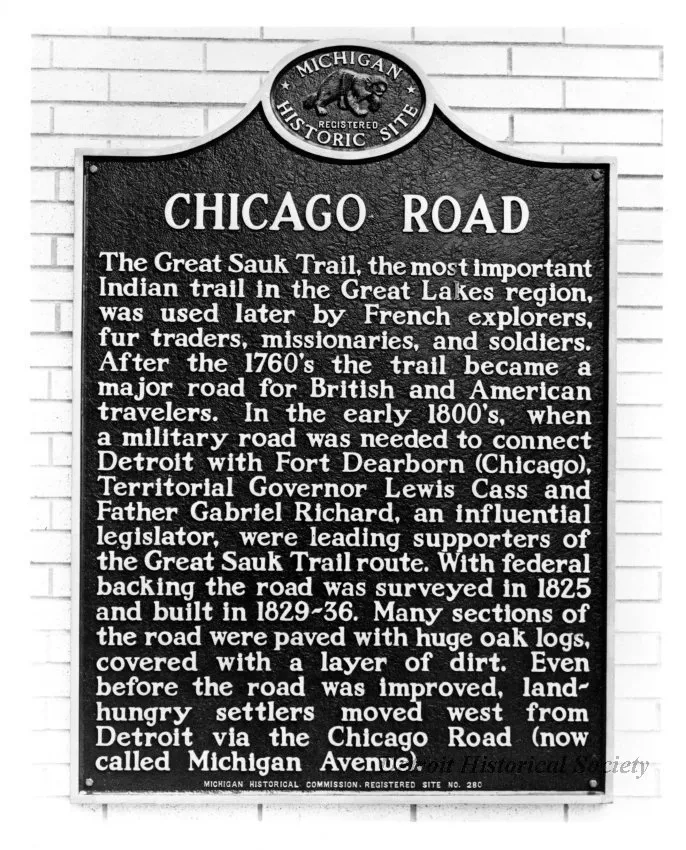 MICHIGAN
REGISTERED
HISTORIC SITE
CHICAGO ROAD
The Great Sauk Trail, the most important
Indian trail in the Great Lakes region,
was used later by French explorers,
fur traders, missionaries, and soldiers.
After the 1760's the trail became a
major road for British and American
travelers. In the early 1800's, when
a military road was needed to connect
Detroit with Fort Dearborn (Chicago),
Territorial Governor Lewis Cass and
Father Gabriel Richard, an influential
legislator, were leading supporters of
the Great Sauk Trail route. With federal
backing the road was surveyed in 1825
and built in 1829-36. Many sections of
the road were paved with huge oak logs,
covered with a layer of dirt. Even
before the road was improved, land-
hungry settlers moved west from
Detroit via the Chicago Road (now
called Michigan Avenue).
Detroit Historical Society
MICHIGAN HISTORICAL COMMISSION, REGISTERED SITE NO. 280